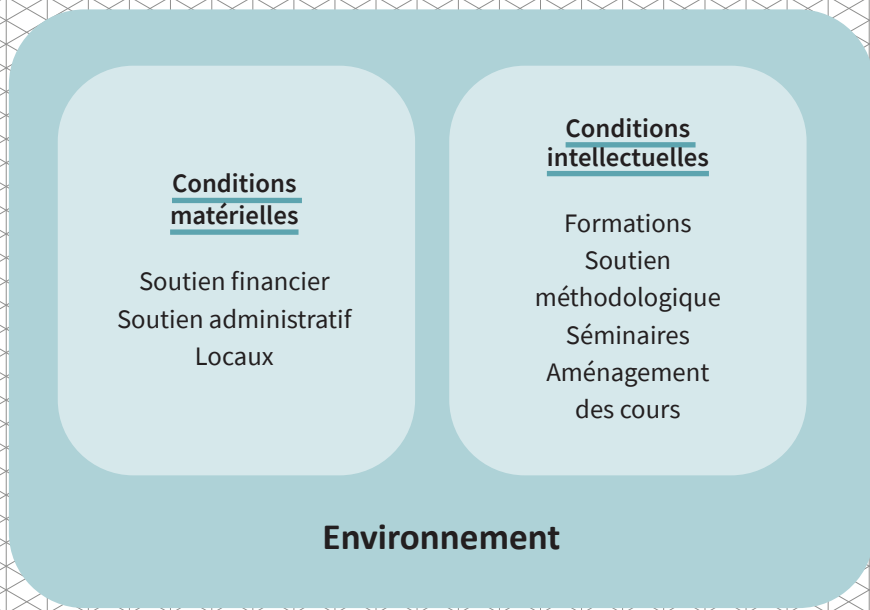 Conditions
matérielles
Soutien financier
Soutien administratif
Locaux
Conditions
intellectuelles
Formations
Soutien
méthodologique
Séminaires
Aménagement
des cours
Environnement